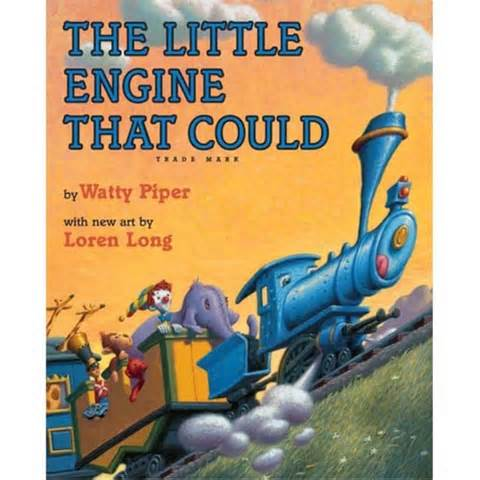 THE LITTLE
ENGINE
THAT COULD
TRADE MARK
by Watty Piper
with new art by
Loren Long